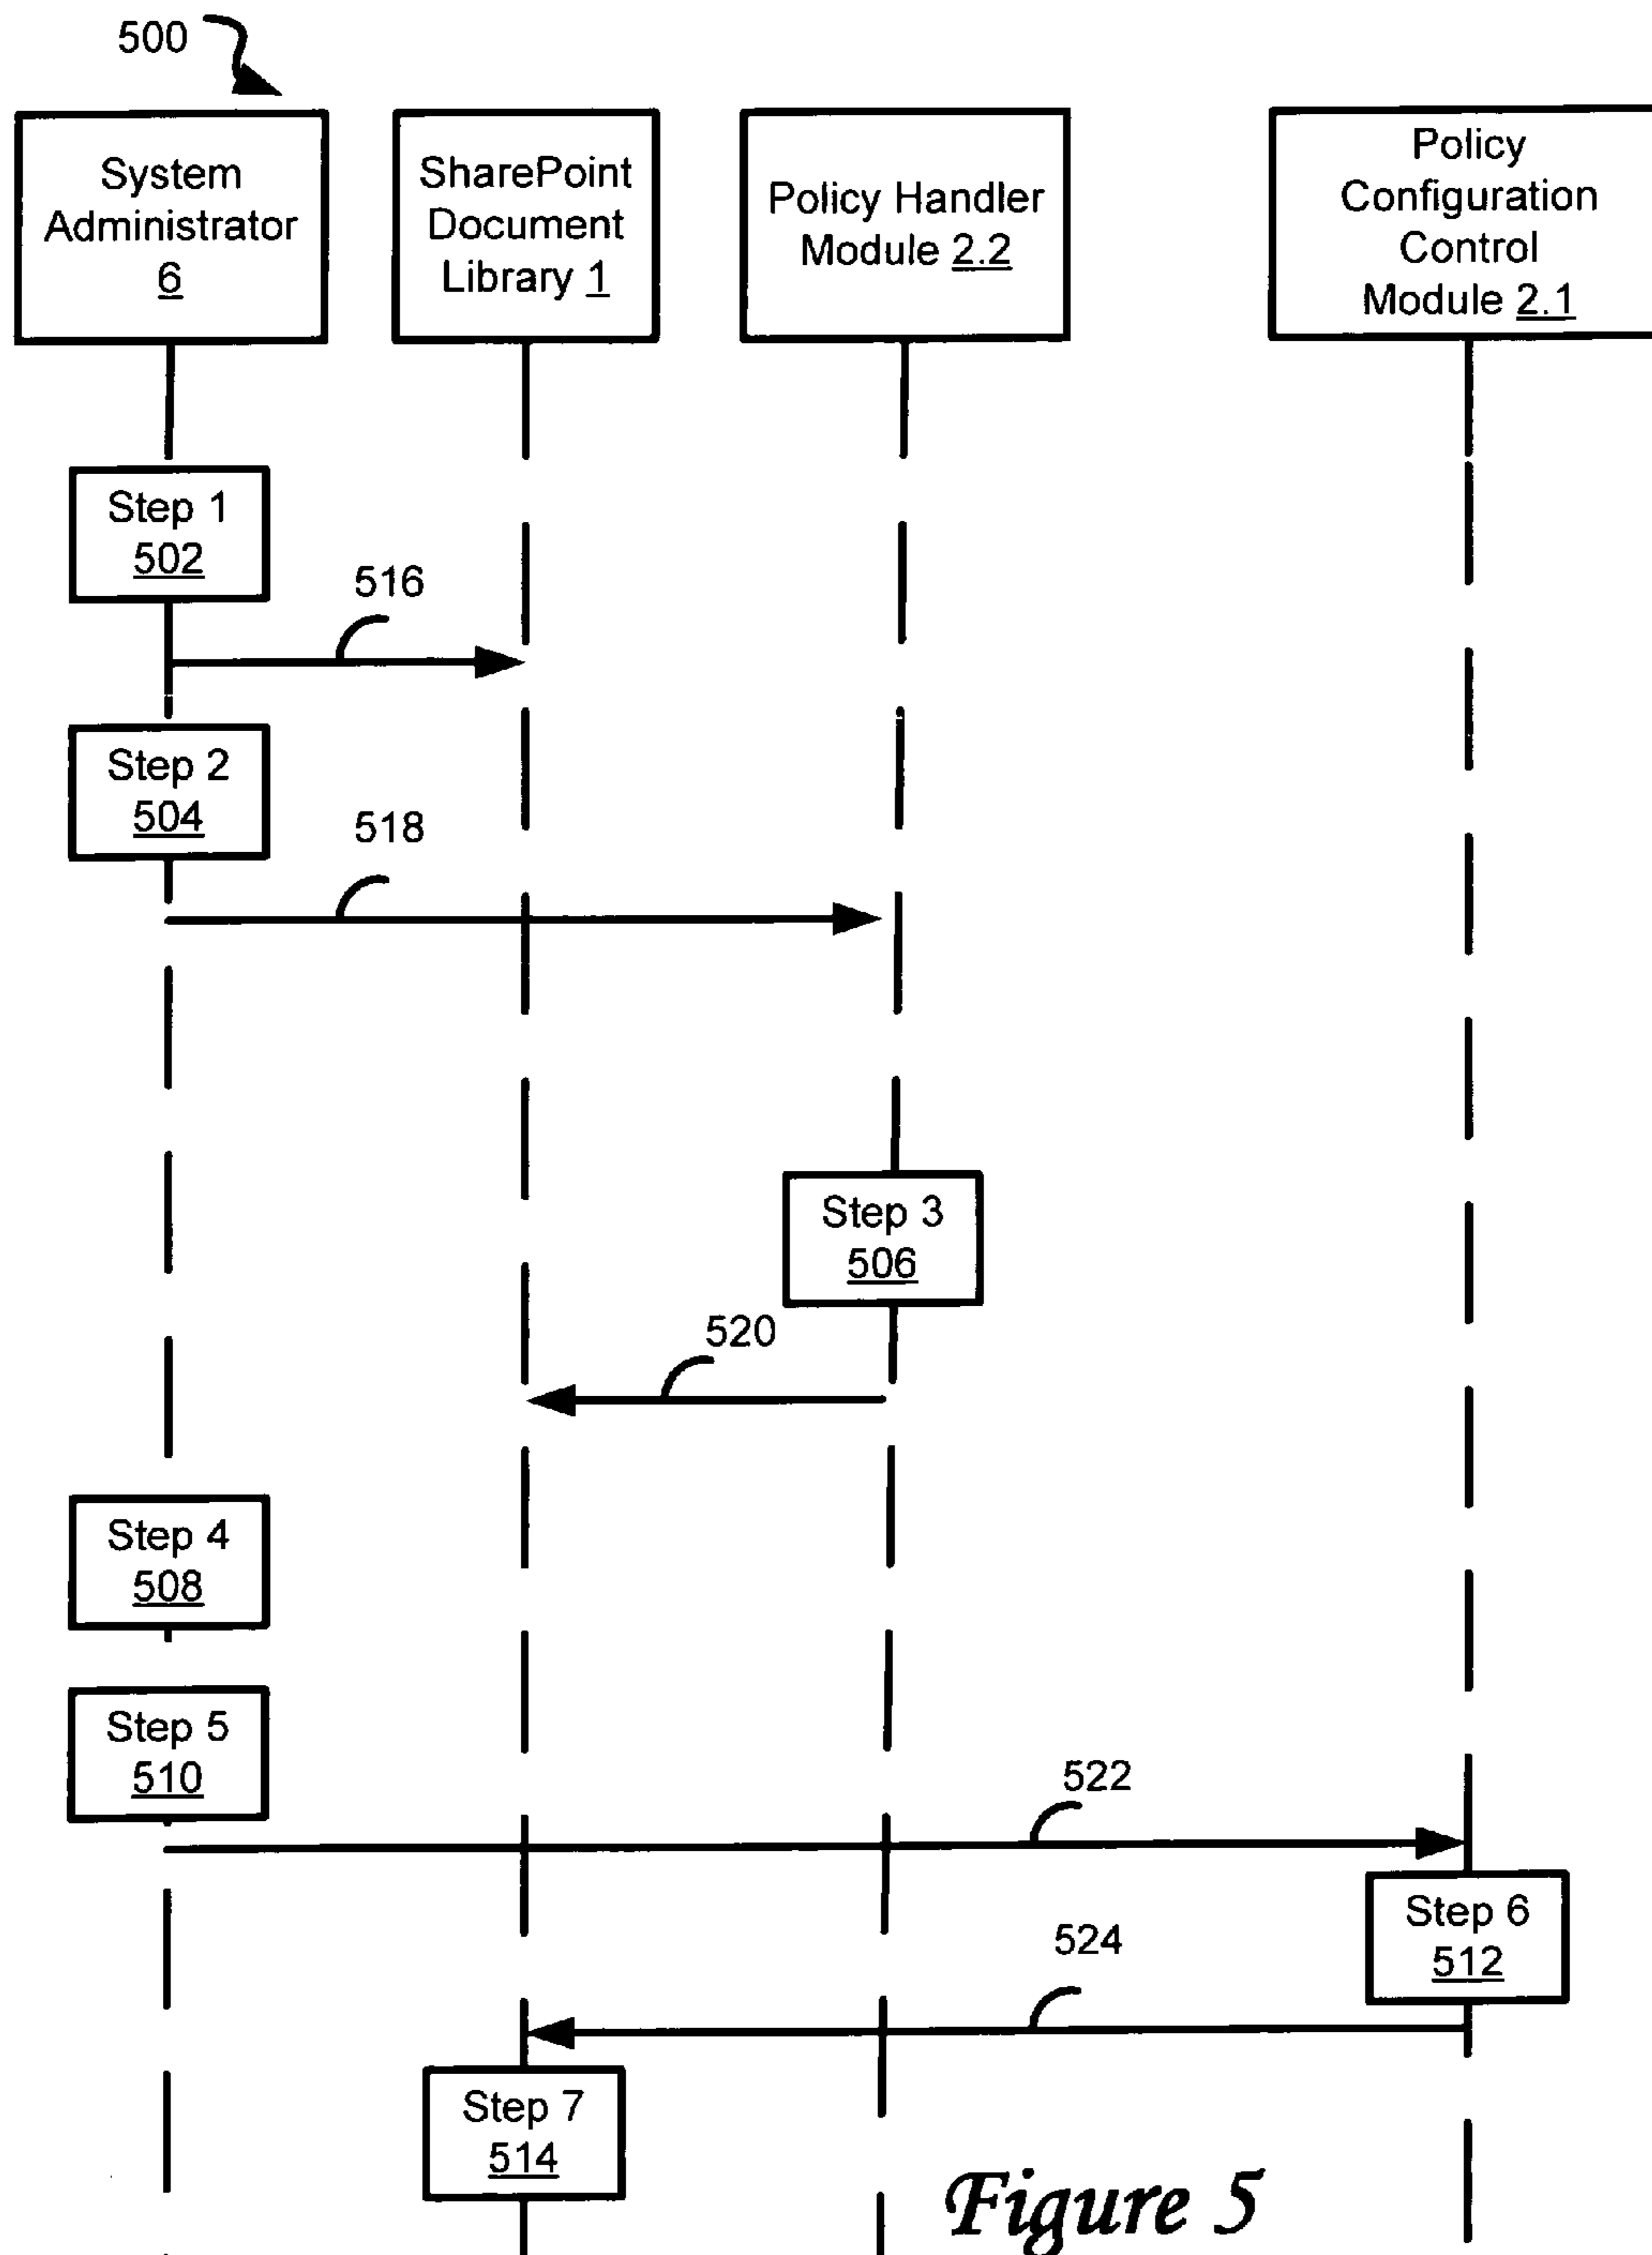 500
System
Administrator
6
SharePoint
Document
Library 1
Policy Handler
Module 2.2
Policy
Configuration
Control
Module 2.1
Step 1
502
516
Step 2
504
518
Step 3
506
520
Step 4
508
Step 5
510
522
Step 6
512
524
Step 7
514
Figure 5